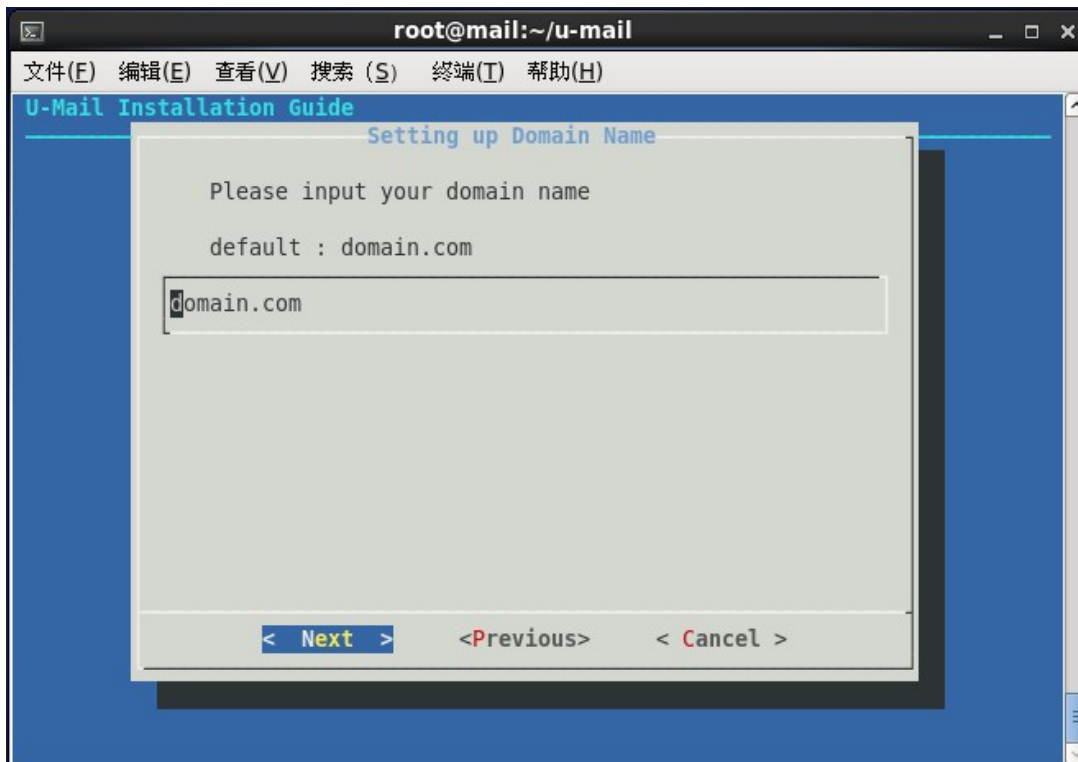 root@mail:~/u-mail
文件(F) 编辑(E) 查看(V) 搜索 (S) 终端(T) 帮助(H)
U-Mail Installation Guide
Setting up Domain Name
Please input your domain name
default : domain.com
domain.com
< Next > <Previous> < Cancel >